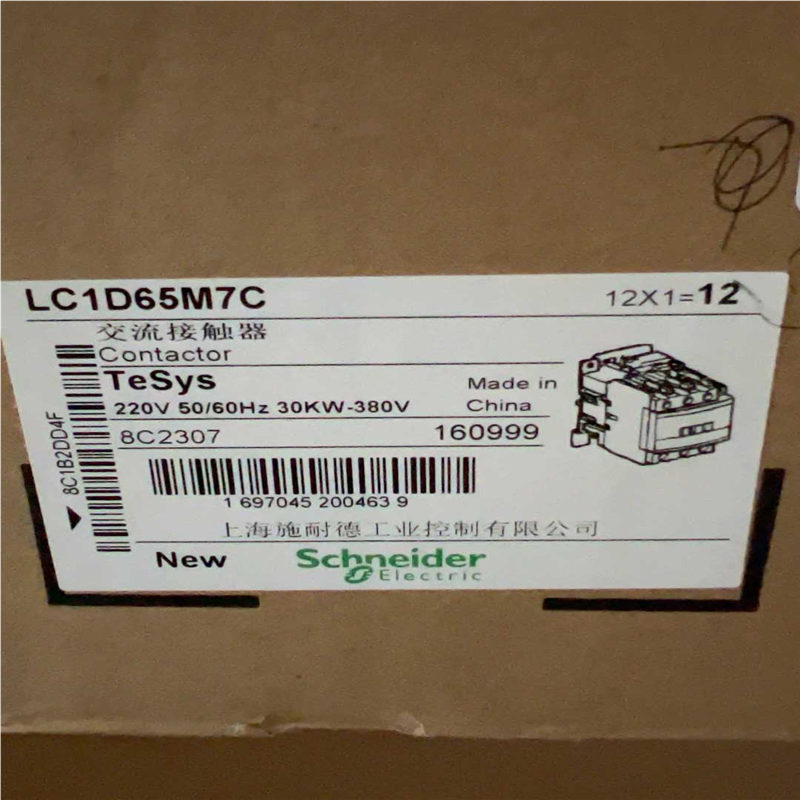 LC1D65M7C 12X1=12
交流接触器
Contactor
TeSys
220V 50/60Hz 30KW-380V
Made in
China
8C2307 160999
8C1B2DD4F
1 697045 200463 9
上海施耐德工业控制有限公司
New
Schneider
Electric